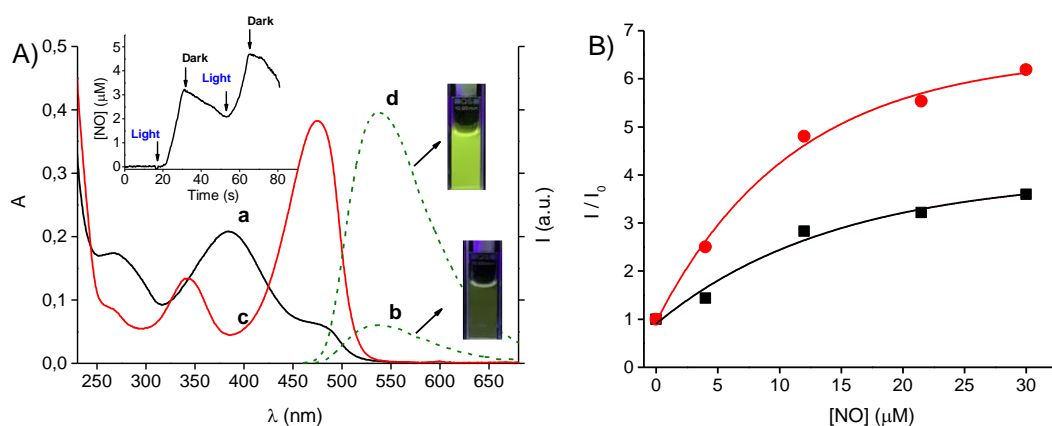 A)
0,5
0,4
0,3
0,2
0,1
0,0
A
250 300 350 400 450 500 550 600 650
λ (nm)
I (a.u.)
a
b
c
d
5
4
3
2
1
0
[NO] (μM)
0 20 40 60 80
Time (s)
Light
Dark
Light
Dark
B)
7
6
5
4
3
2
1
0
I / I0
0 5 10 15 20 25 30
[NO] (μM)